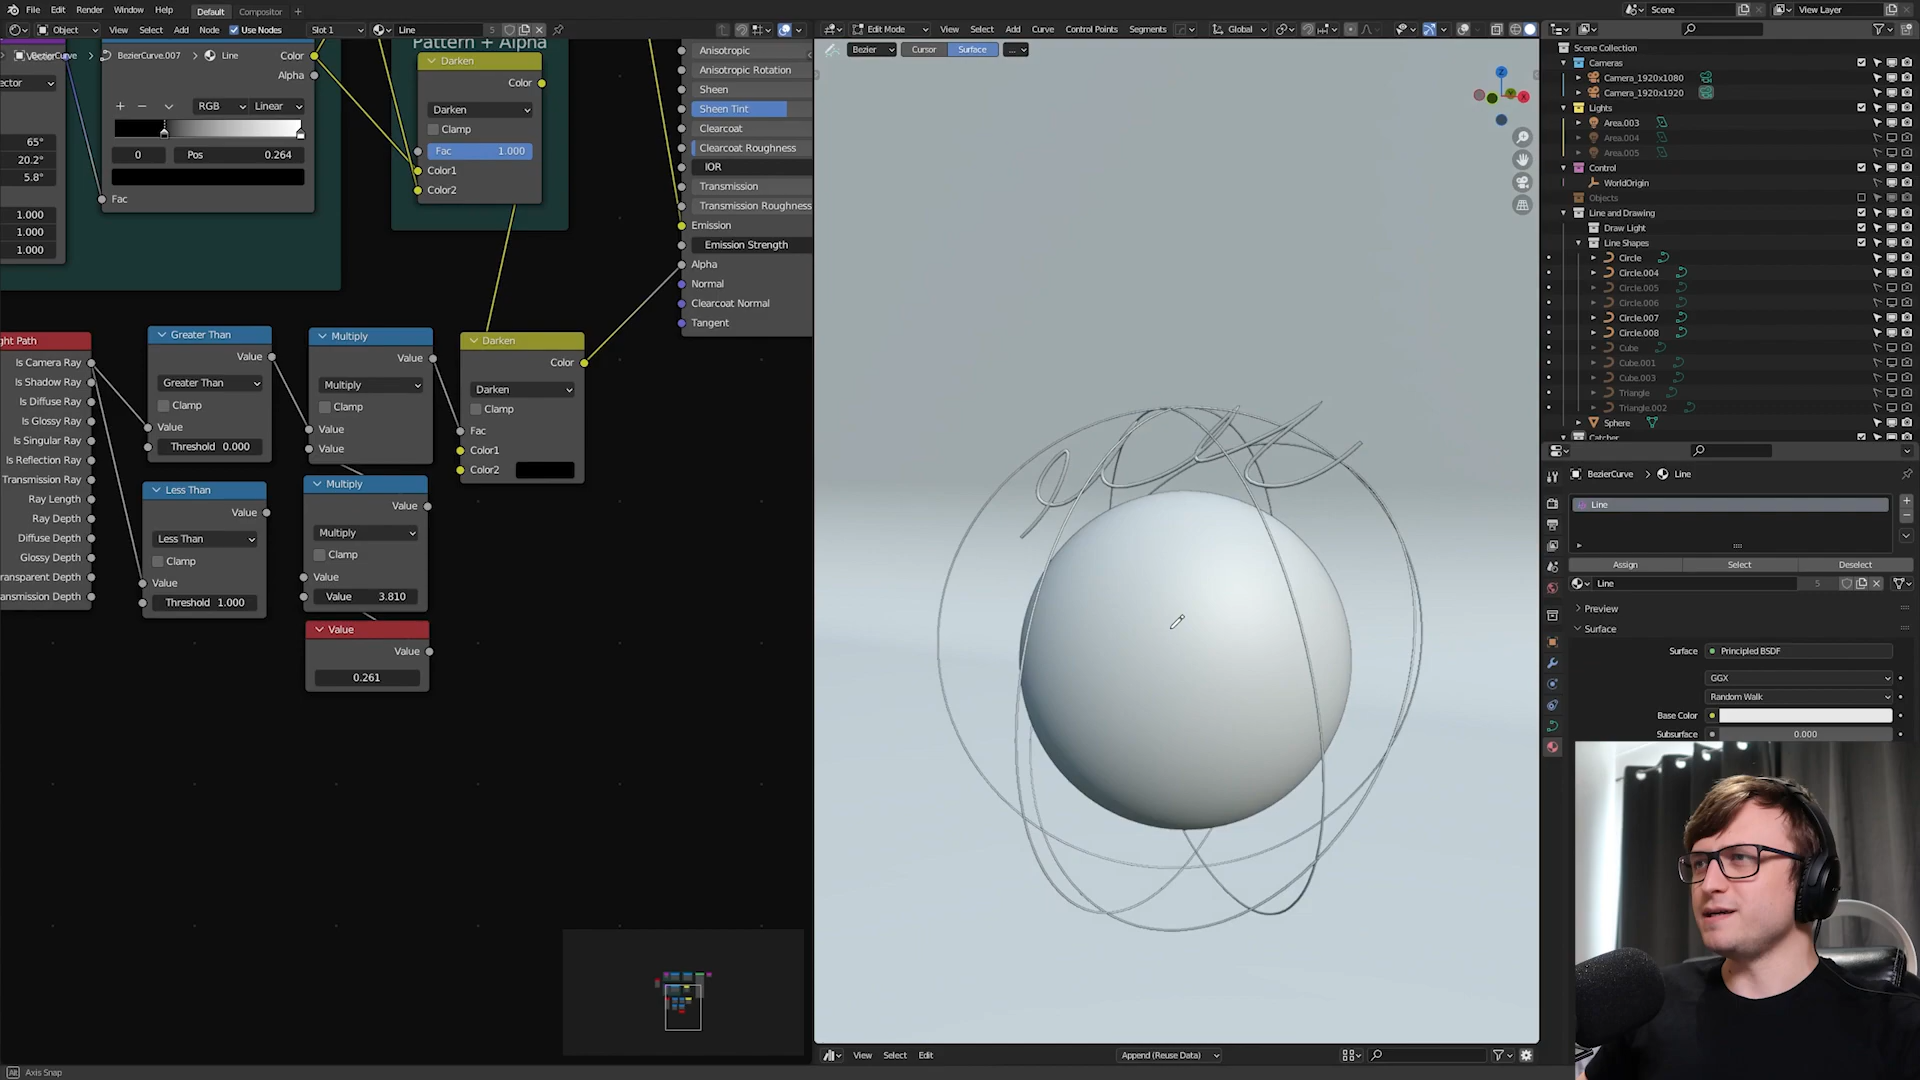 File Edit Render Window Help Default Compositor +
Scene View Layer
Object View Select Add Node Use Nodes Slot 1 Line 5
Edit Mode View Select Add Curve Control Points Segments Global
BezierCurve.007 Line
Bezier Cursor Surface ...
Color
Alpha
RGB Linear
0 Pos 0.264
Fac
65°
20.2°
5.8°
1.000
1.000
1.000
Pattern + Alpha
Darken
Color
Darken
Clamp
Fac 1.000
Color1
Color2
Anisotropic
Anisotropic Rotation
Sheen
Sheen Tint
Clearcoat
Clearcoat Roughness
IOR
Transmission
Transmission Roughness
Emission
Emission Strength
Alpha
Normal
Clearcoat Normal
Tangent
ght Path
Is Camera Ray
Is Shadow Ray
Is Diffuse Ray
Is Glossy Ray
Is Singular Ray
Is Reflection Ray
Transmission Ray
Ray Length
Ray Depth
Diffuse Depth
Glossy Depth
ransparent Depth
ansmission Depth
Greater Than
Value
Greater Than
Clamp
Value
Threshold 0.000
Less Than
Value
Less Than
Clamp
Value
Threshold 1.000
Multiply
Value
Multiply
Clamp
Value
Value
Multiply
Value
Multiply
Clamp
Value
Value 3.810
Value
Value
0.261
Darken
Color
Darken
Clamp
Fac
Color1
Color2
Z
X
Scene Collection
Cameras
Camera_1920x1080
Camera_1920x1920
Lights
Area.003
Area.004
Area.005
Control
WorldOrigin
Objects
Line and Drawing
Draw Light
Line Shapes
Circle
Circle.004
Circle.005
Circle.006
Circle.007
Circle.008
Cube
Cube.001
Cube.003
Triangle
Triangle.002
Sphere
Catcher
BezierCurve Line
Line
Assign Select Deselect
Line 5
Preview
Surface
Surface Principled BSDF
GGX
Random Walk
Base Color
Subsurface 0.000
View Select Edit Append (Reuse Data)
Alt Axis Snap